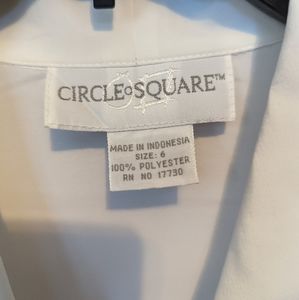 CIRCLE SQUARE™
MADE IN INDONESIA
SIZE: 6
100% POLYESTER
RN NO 17730